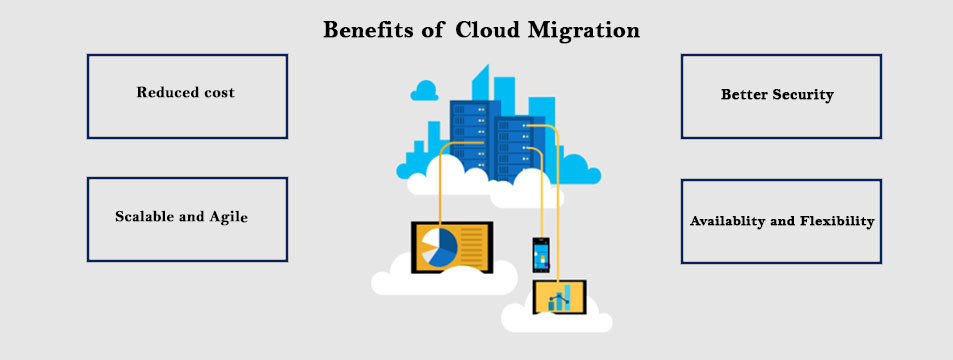 Benefits of Cloud Migration
Reduced cost
Better Security
Scalable and Agile
Availablity and Flexibility